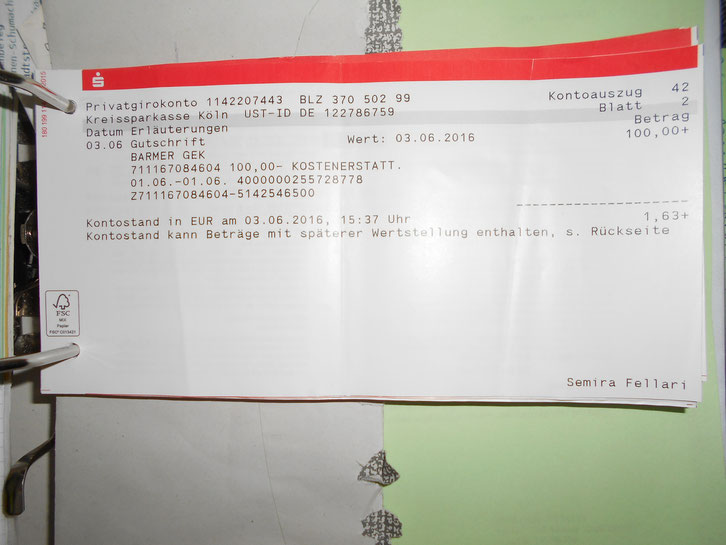 Privatgirokonto 1142207443 BLZ 370 502 99 Kontoauszug 42
Kreissparkasse Köln UST-ID DE 122786759 Blatt 2
Datum Erläuterungen Betrag
03.06 Gutschrift Wert: 03.06.2016 100,00+
BARMER GEK
711167084604 100,00- KOSTENERSTATT.
01.06.-01.06. 4000000255728778
Z711167084604-5142546500
Kontostand in EUR am 03.06.2016, 15:37 Uhr 1,63+
Kontostand kann Beträge mit späterer Wertstellung enthalten, s. Rückseite
FSC
MIX
Papier
Semira Fellari